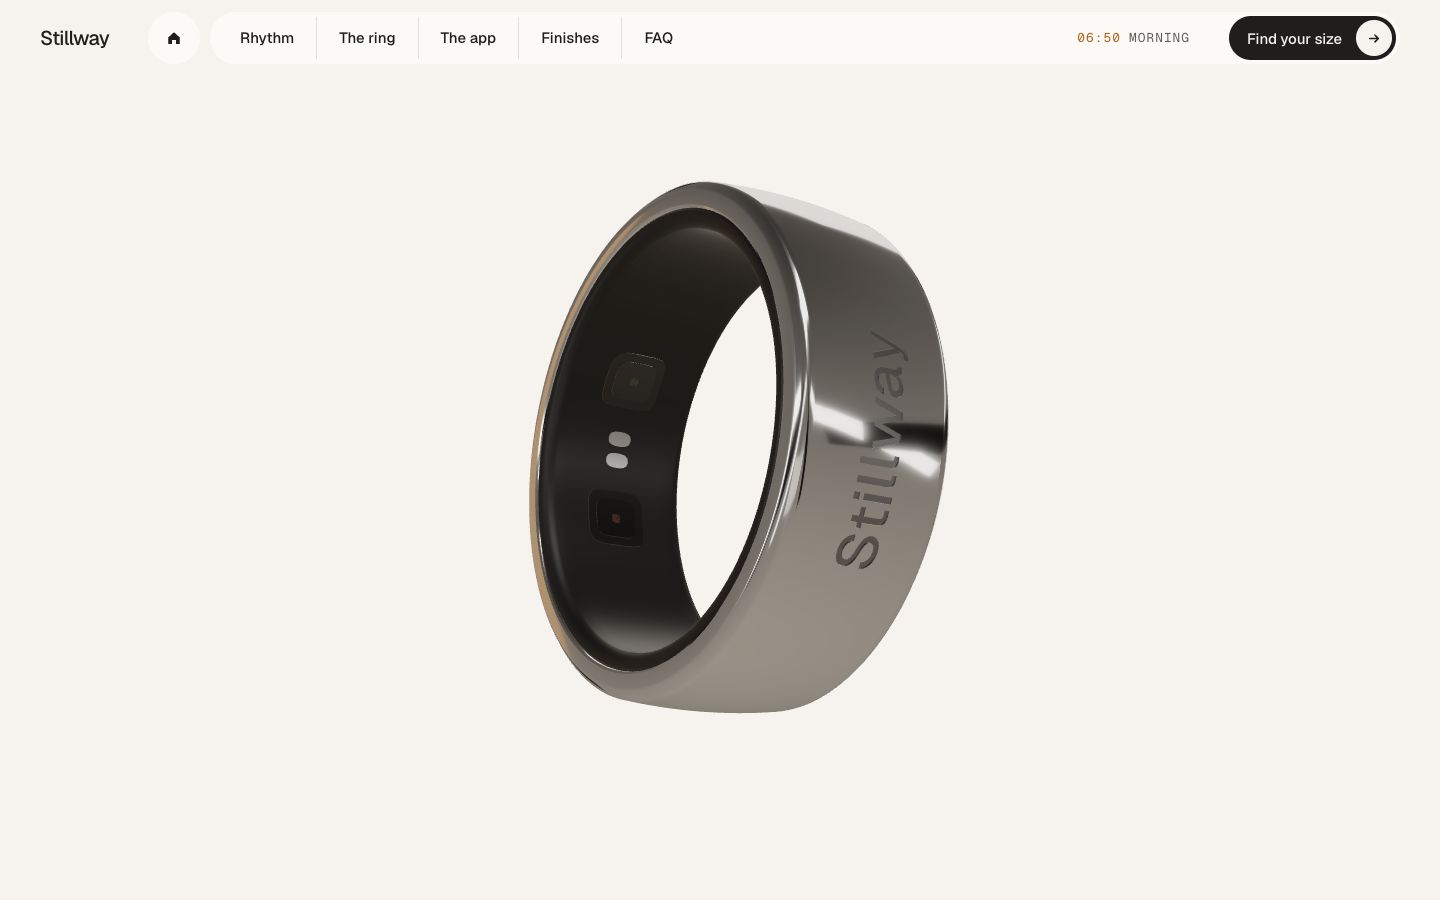 Stillway
Rhythm
The ring
The app
Finishes
FAQ
06:50 MORNING
Find your size
Stillway